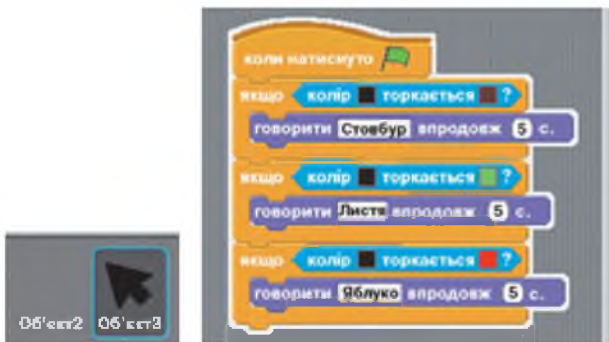 коли натиснуто
якщо колір торкається ?
говорити Стовбур впродовж 5 с.
якщо колір торкається ?
говорити Листя впродовж 5 с.
якщо колір торкається ?
говорити Яблуко впродовж 5 с.
Об'єкт2 Об'єкт3